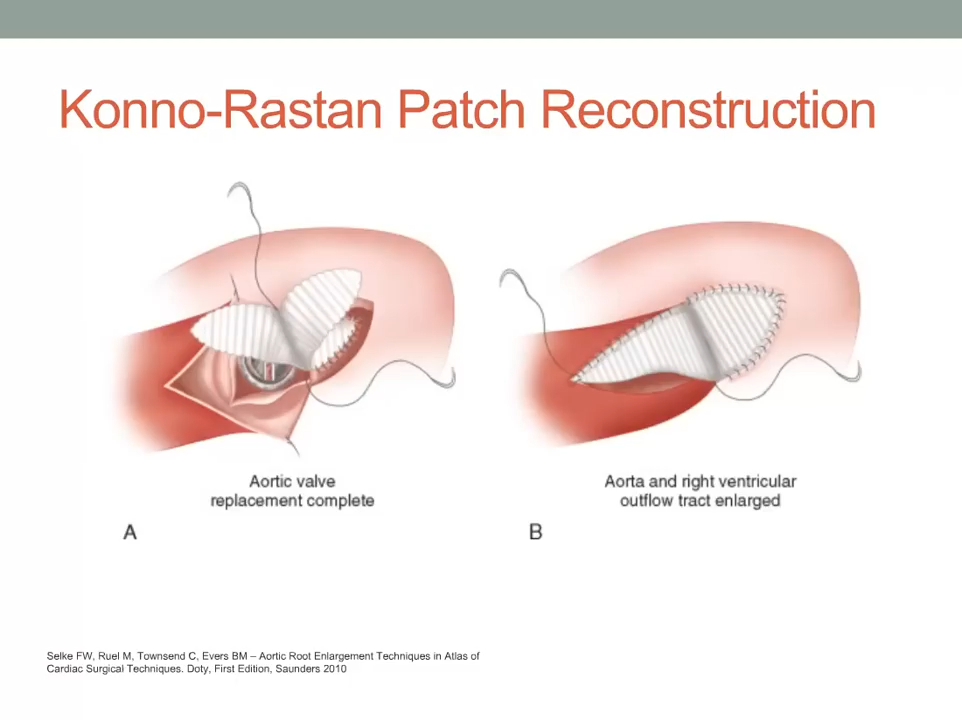 Konno-Rastan Patch Reconstruction
Aortic valve
replacement complete
A
Aorta and right ventricular
outflow tract enlarged
B
Selke FW, Ruel M, Townsend C, Evers BM – Aortic Root Enlargement Techniques in Atlas of
Cardiac Surgical Techniques. Doty, First Edition, Saunders 2010